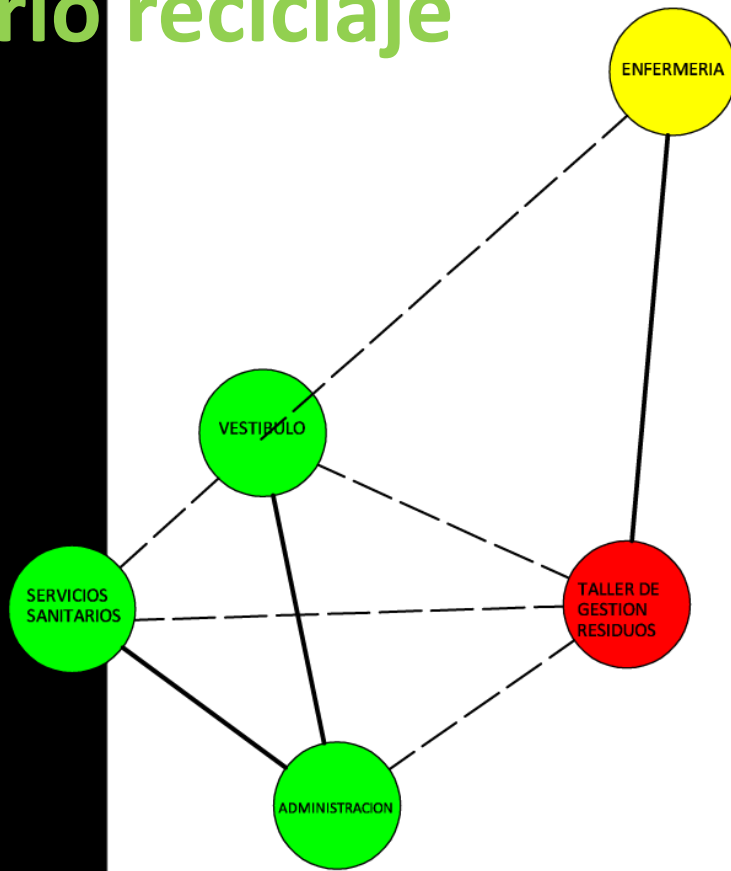 rio reciclaje
ENFERMERIA
VESTIBULO
SERVICIOS
SANITARIOS
TALLER DE
GESTION
RESIDUOS
ADMINISTRACION